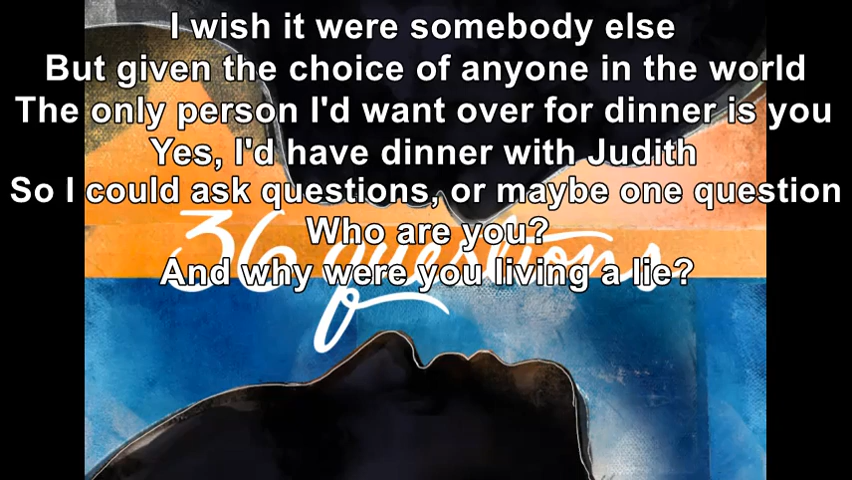 I wish it were somebody else
But given the choice of anyone in the world
The only person I'd want over for dinner is you
Yes, I'd have dinner with Judith
So I could ask questions, or maybe one question
Who are you?
And why were you living a lie?
36 questions